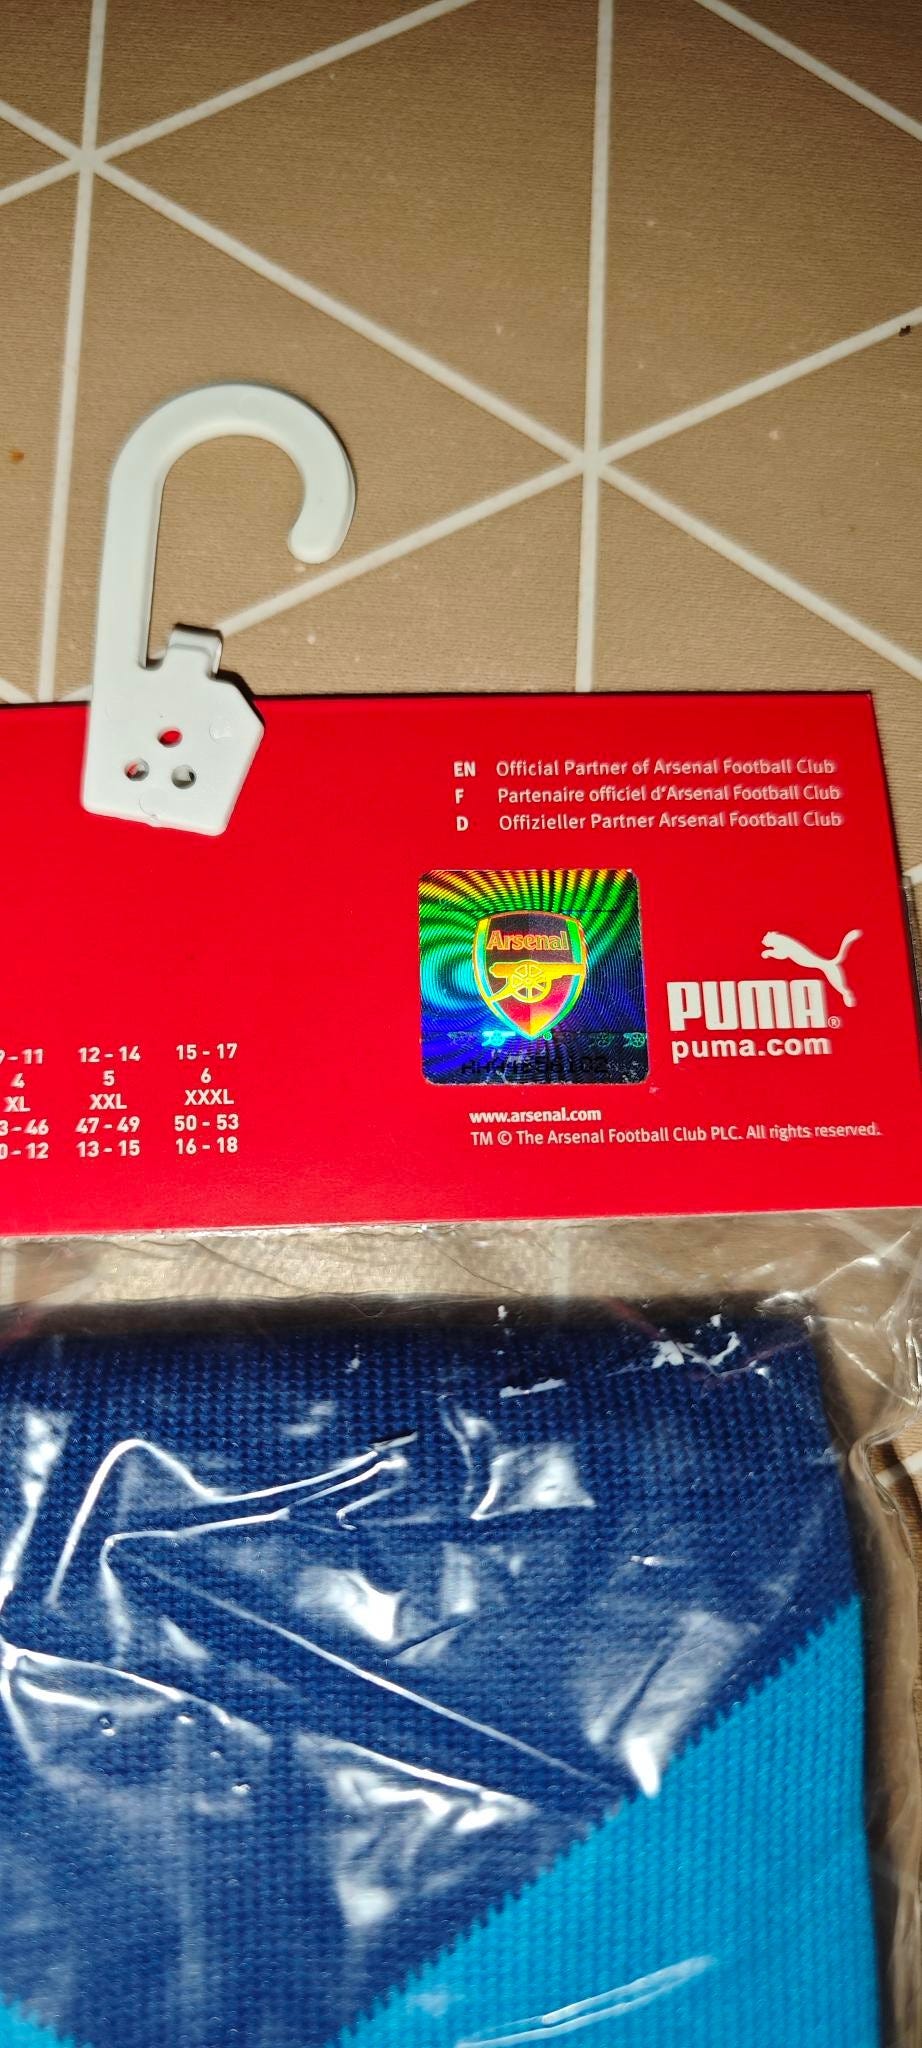 EN Official Partner of Arsenal Football Club
F Partenaire officiel d'Arsenal Football Club
D Offizieller Partner Arsenal Football Club
Arsenal
PUMA®
puma.com
12 - 14 15 - 17
4 5 6
XL XXL XXXL
47 - 49 50 - 53
13 - 15 16 - 18
www.arsenal.com
TM © The Arsenal Football Club PLC. All rights reserved.